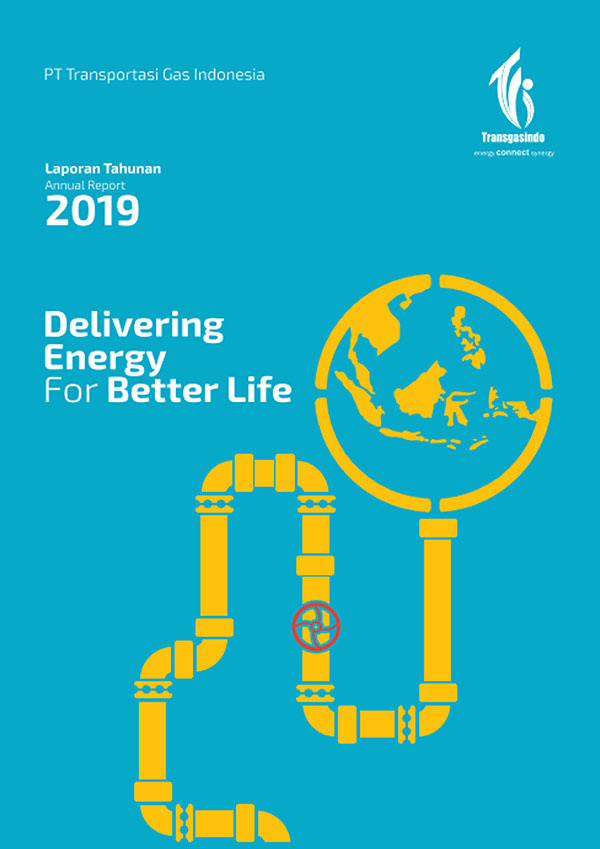 PT Transportasi Gas Indonesia
Transgasindo
energy connect synergy
Laporan Tahunan
Annual Report
2019
Delivering
Energy
For Better Life